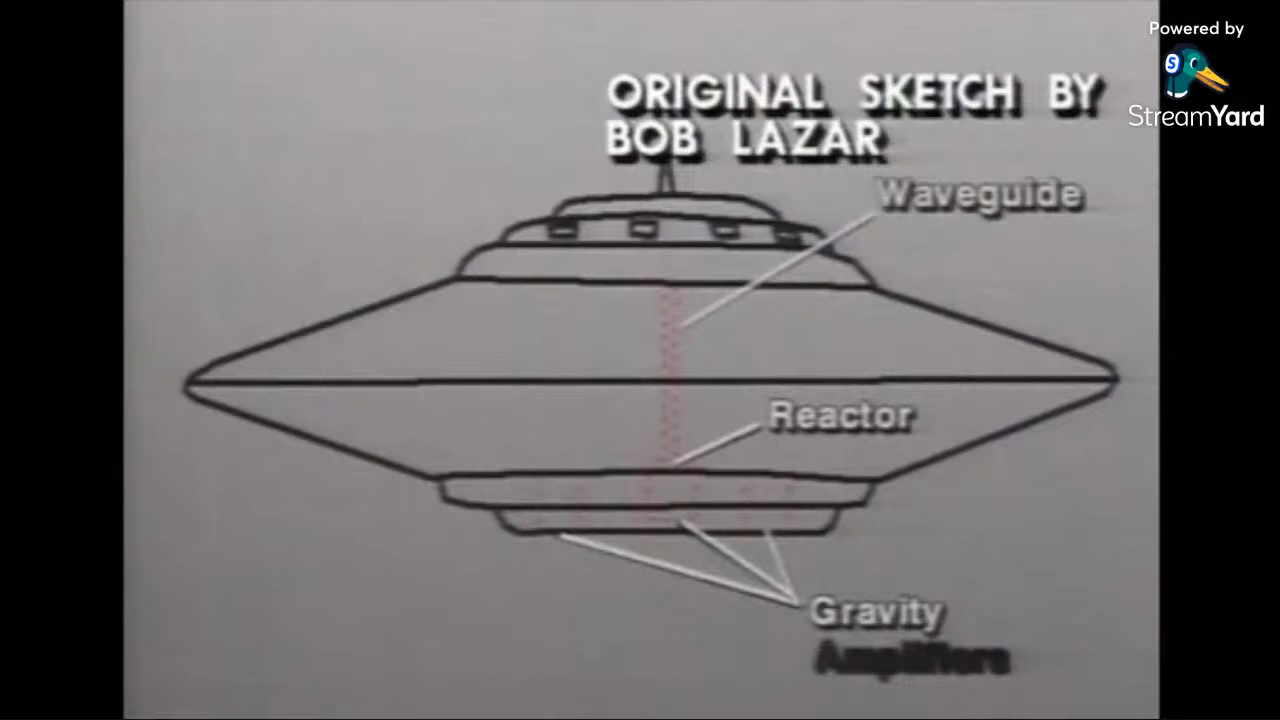 Powered by
StreamYard
ORIGINAL SKETCH BY
BOB LAZAR
Waveguide
Reactor
Gravity
Amplifiers